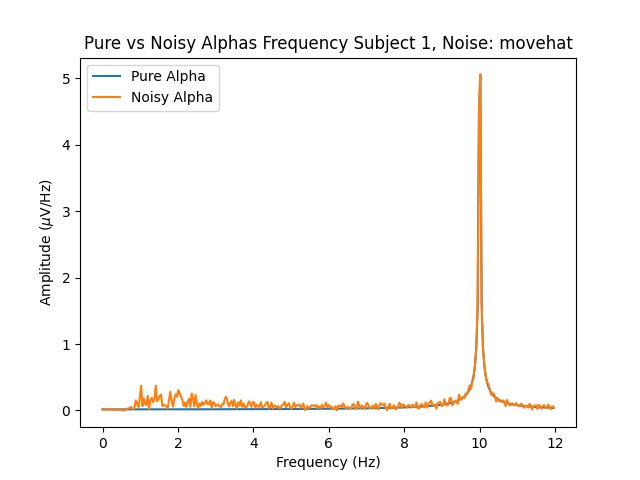 Pure vs Noisy Alphas Frequency Subject 1, Noise: movehat
Pure Alpha
Noisy Alpha
Amplitude (μV/Hz)
5
4
3
2
1
0
0 2 4 6 8 10 12
Frequency (Hz)